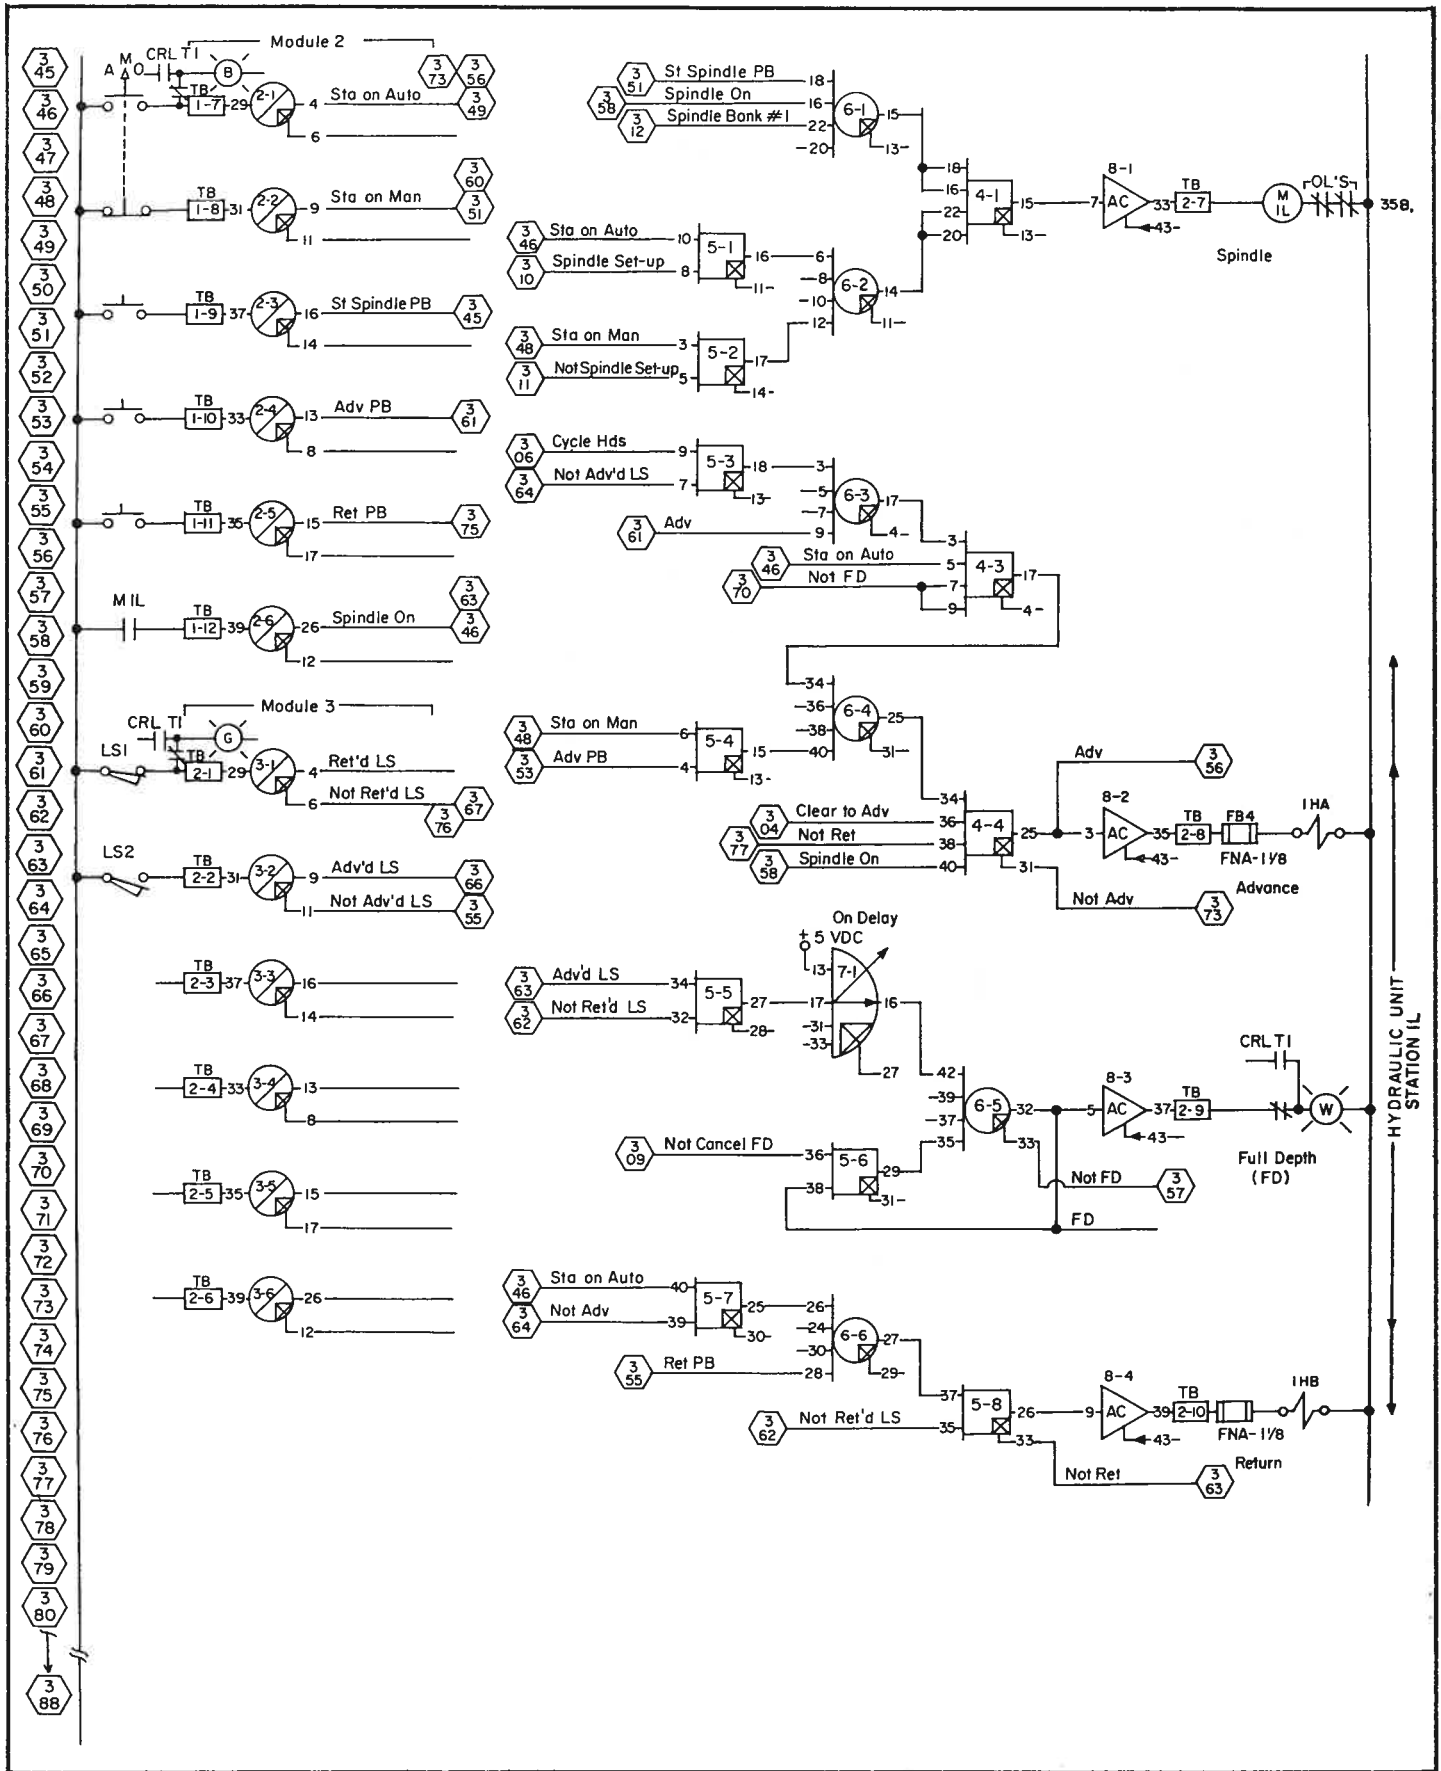 3 45
3 46
3 47
3 48
3 49
3 50
3 51
3 52
3 53
3 54
3 55
3 56
3 57
3 58
3 59
3 60
3 61
3 62
3 63
3 64
3 65
3 66
3 67
3 68
3 69
3 70
3 71
3 72
3 73
3 74
3 75
3 76
3 77
3 78
3 79
3 80
3 88
Module 2
A M O CRL T1 B
TB 1-7 29 2-1 4 Sta on Auto 3 73 3 56 3 49
6
TB 1-8 31 2-2 9 Sta on Man 3 60 3 51
11
TB 1-9 37 2-3 16 St Spindle PB 3 45
14
TB 1-10 33 2-4 13 Adv PB 3 61
8
TB 1-11 35 2-5 15 Ret PB 3 75
17
M1L TB 1-12 39 2-6 26 Spindle On 3 63 3 46
12
Module 3
CRL T1 G
LS1 TB 2-1 29 3-1 4 Ret'd LS
6 Not Ret'd LS 3 67 3 76
LS2 TB 2-2 31 3-2 9 Adv'd LS 3 66
11 Not Adv'd LS 3 55
TB 2-3 37 3-3 16
14
TB 2-4 33 3-4 13
8
TB 2-5 35 3-5 15
17
TB 2-6 39 3-6 26
12
3 51 St Spindle PB 18
3 58 Spindle On 16 6-1 15
3 12 Spindle Bank #1 22 13
20
18
16 4-1 15 7 8-1 AC 33 TB 2-7 M 1L OL'S 358,
22
20 13 43
Spindle
3 46 Sta on Auto 10 5-1 16 6
3 10 Spindle Set-up 8 11 8 6-2 14
10 11
3 48 Sta on Man 3 5-2 17 12
3 11 Not Spindle Set-up 5 14
3 06 Cycle Hds 9 5-3 18 3
3 64 Not Adv'd LS 7 13 5 6-3 17
7 4
3 61 Adv 9
3
3 46 Sta on Auto 5 4-3 17
3 70 Not FD 7
9 4
34
36 6-4 25
38
3 48 Sta on Man 6 5-4 15 40 31
3 53 Adv PB 4 13
34
3 04 Clear to Adv 36 4-4 25
3 77 Not Ret 38
3 58 Spindle On 40 31
Adv 3 56
3 8-2 AC 35 TB 2-8 FB4 1HA
43 FNA-1 1/8
Advance
Not Adv 3 73
On Delay
+ 5 VDC
13 7-1
3 63 Adv'd LS 34 5-5 27 17 16
3 62 Not Ret'd LS 32 28 31
33
27
42
39 6-5 32
37
35 33
5 8-3 AC 37 TB 2-9 CRL T1 W
43
Full Depth
(FD)
3 09 Not Cancel FD 36 5-6 29
38 31
Not FD 3 57
FD
3 46 Sta on Auto 40 5-7 25 26
3 64 Not Adv 39 30 24 6-6 27
30
3 55 Ret PB 28 29
37 5-8 26 9 8-4 AC 39 TB 2-10 1HB
3 62 Not Ret'd LS 35 33 43 FNA-1 1/8
Return
Not Ret 3 63
HYDRAULIC UNIT
STATION 1L